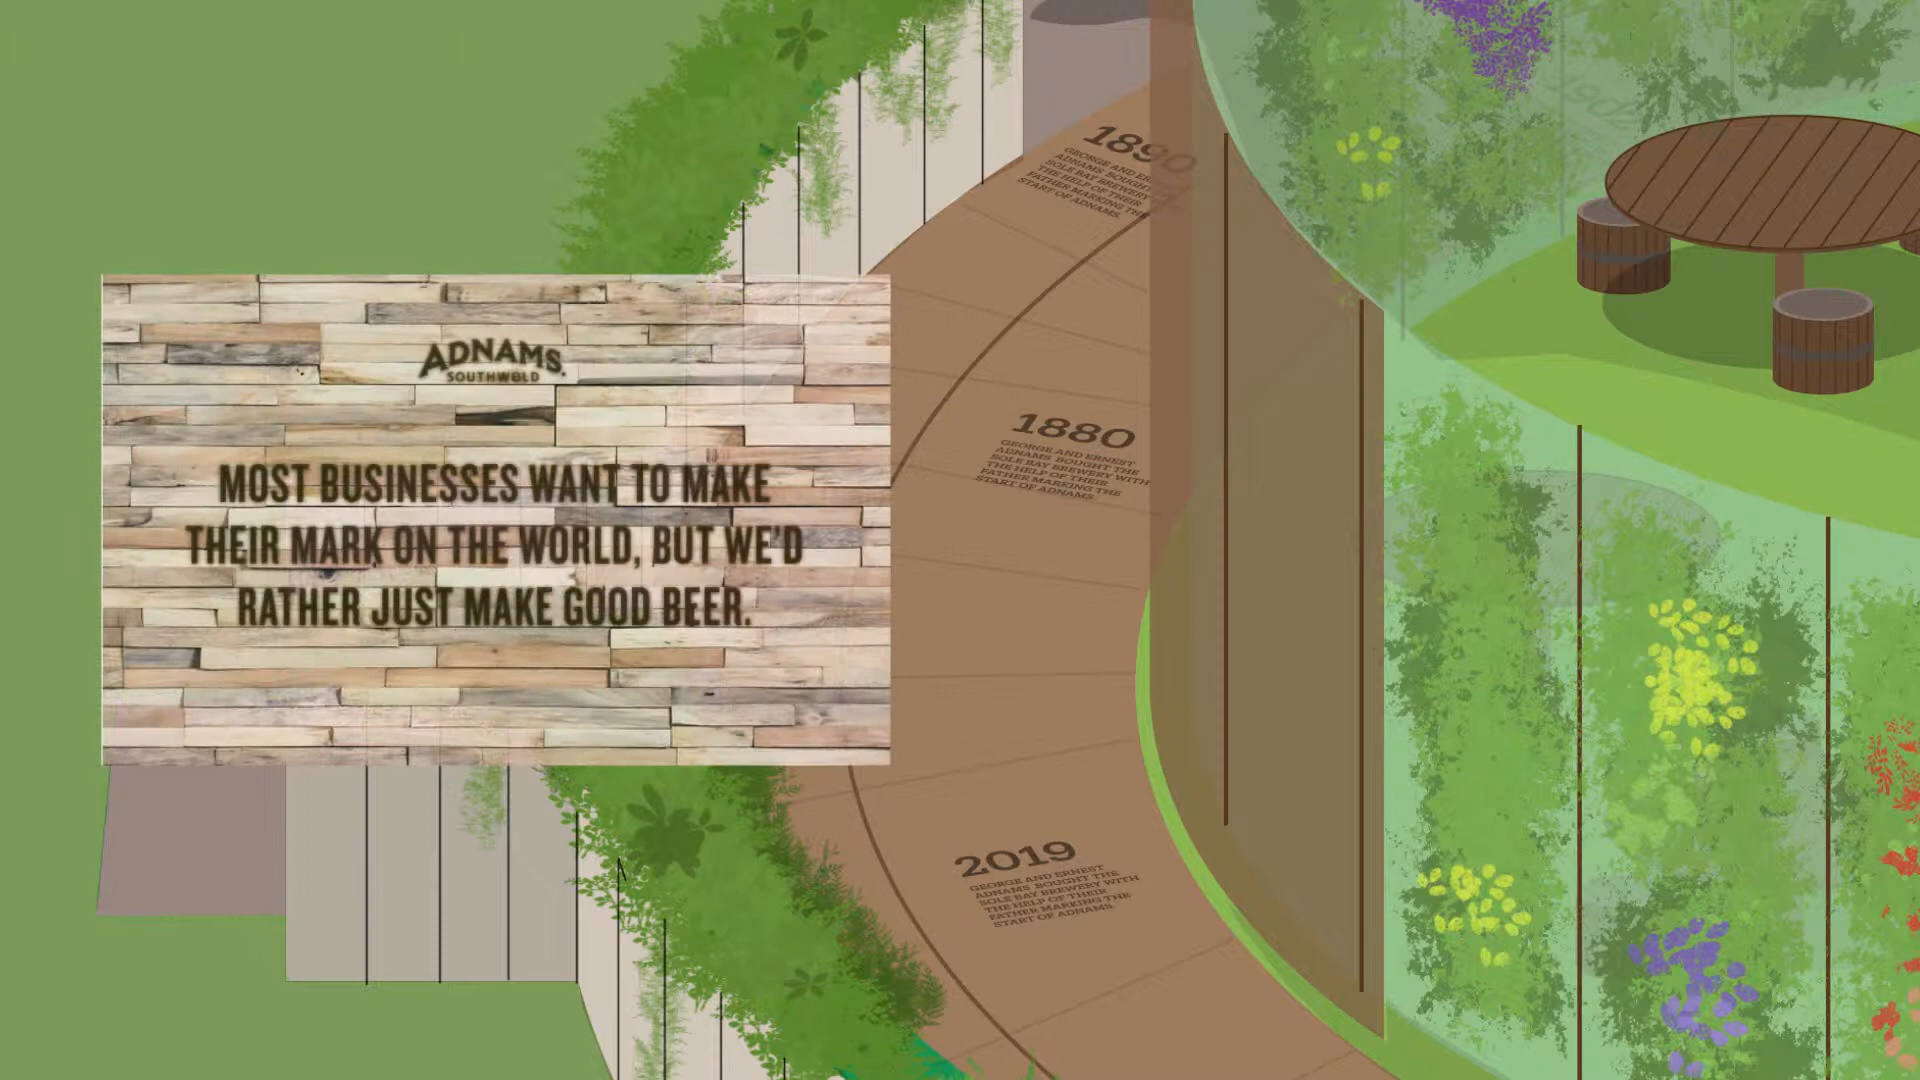 ADNAMS.
SOUTHWOLD
MOST BUSINESSES WANT TO MAKE
THEIR MARK ON THE WORLD, BUT WE'D
RATHER JUST MAKE GOOD BEER.
1890
GEORGE AND ERNEST
ADNAMS BOUGHT
SOLE BAY BREWERY
THE HELP OF THEIR
FATHER MARKING THE
START OF ADNAMS.
1880
GEORGE AND ERNEST
ADNAMS BOUGHT THE
SOLE BAY BREWERY WITH
THE HELP OF THEIR
FATHER MARKING THE
START OF ADNAMS.
2019
GEORGE AND ERNEST
ADNAMS BOUGHT THE
SOLE BAY BREWERY WITH
THE HELP OF THEIR
FATHER MARKING THE
START OF ADNAMS.